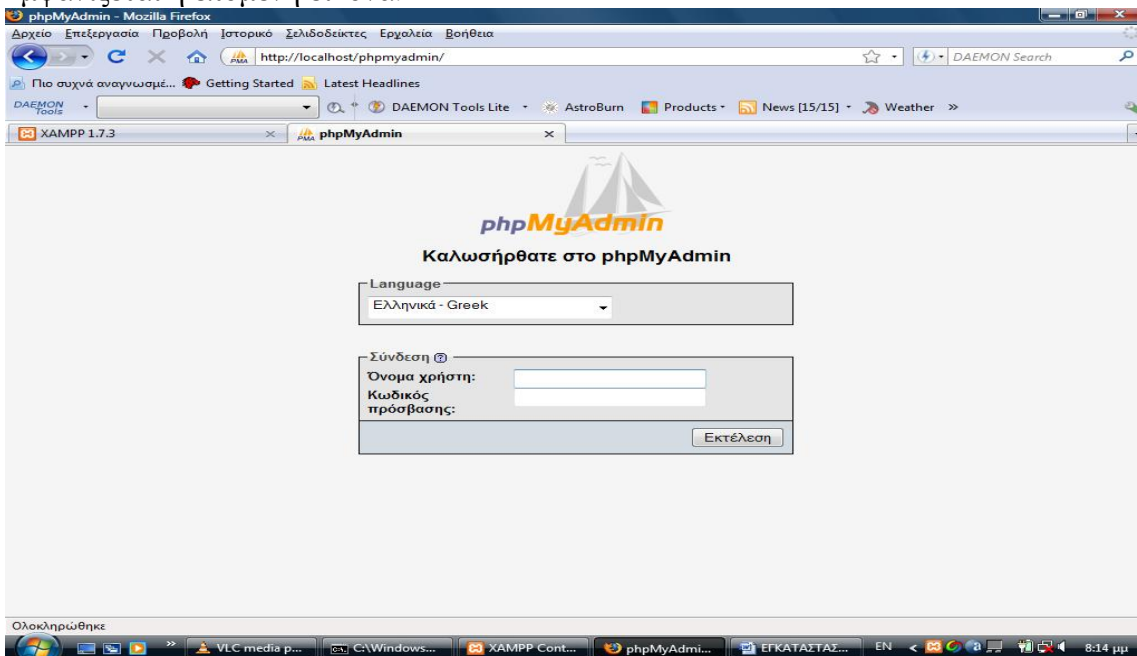 phpMyAdmin - Mozilla Firefox
Αρχείο Επεξεργασία Προβολή Ιστορικό Σελιδοδείκτες Εργαλεία Βοήθεια
http://localhost/phpmyadmin/
DAEMON Search
Πιο συχνά αναγνωσμέ... Getting Started Latest Headlines
DAEMON Tools
DAEMON Tools Lite AstroBurn Products News [15/15] Weather »
XAMPP 1.7.3
phpMyAdmin
phpMyAdmin
Καλωσήρθατε στο phpMyAdmin
Language
Ελληνικά - Greek
Σύνδεση
Όνομα χρήστη:
Κωδικός
πρόσβασης:
Εκτέλεση
Ολοκληρώθηκε
VLC media p... C:\Windows... XAMPP Cont... phpMyAdmi... ΕΓΚΑΤΑΣΤΑΣ... EN 8:14 μμ